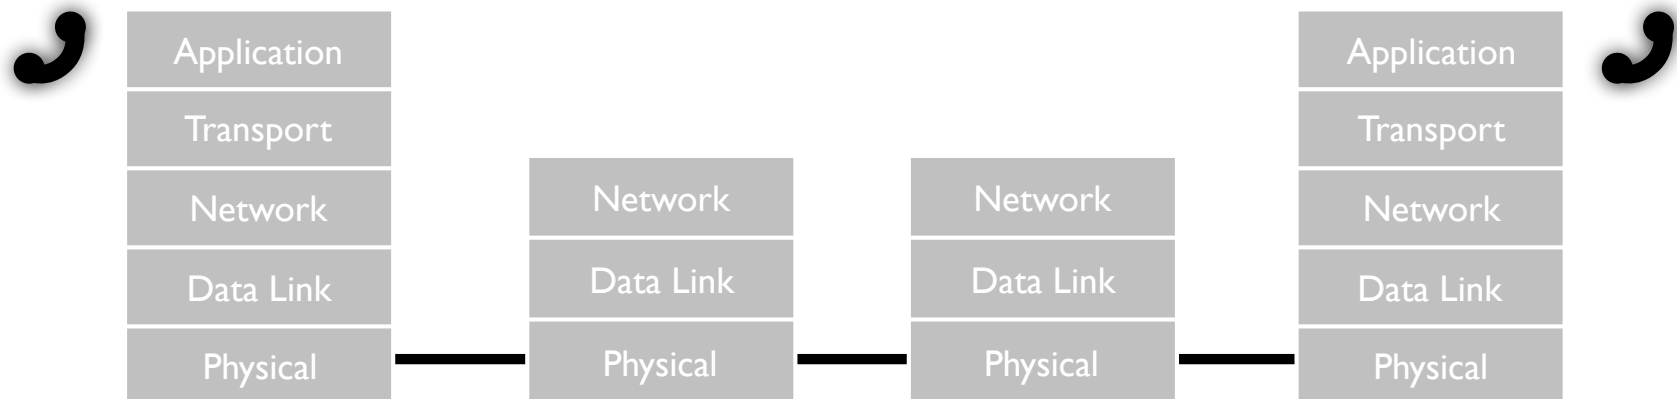 Application
Transport
Network
Data Link
Physical
Network
Data Link
Physical
Network
Data Link
Physical
Application
Transport
Network
Data Link
Physical